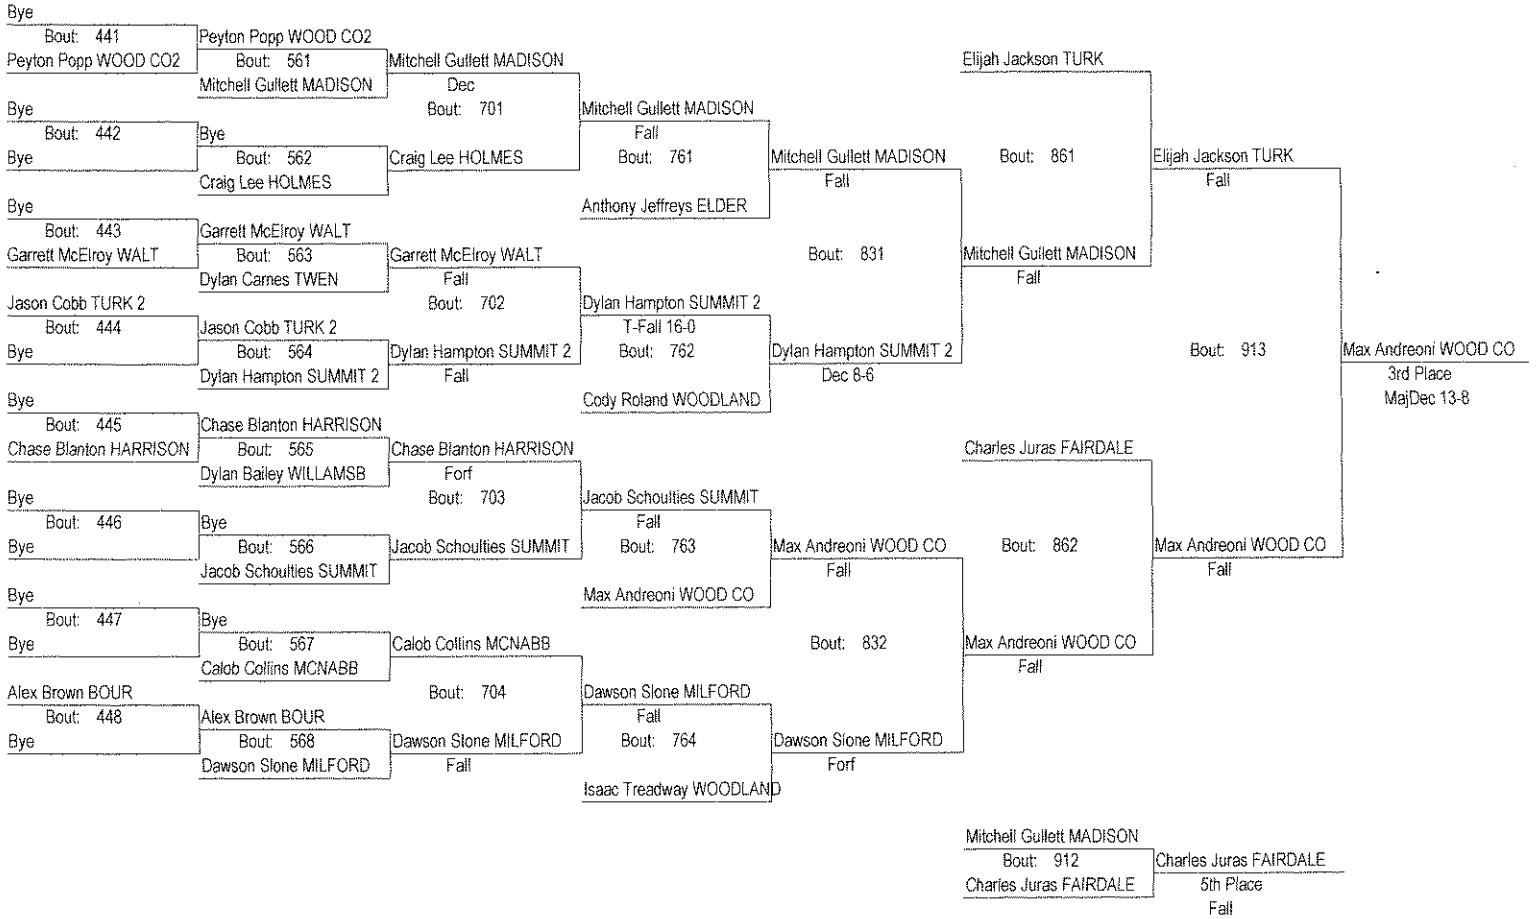 Bye
Bout: 441
Peyton Popp WOOD CO2
Bye
Bout: 442
Bye
Bye
Bout: 443
Garrett McElroy WALT
Jason Cobb TURK 2
Bout: 444
Bye
Bye
Bout: 445
Chase Blanton HARRISON
Bye
Bout: 446
Bye
Bye
Bout: 447
Bye
Alex Brown BOUR
Bout: 448
Bye
Peyton Popp WOOD CO2
Bout: 561
Mitchell Gullett MADISON
Bye
Bout: 562
Craig Lee HOLMES
Garrett McElroy WALT
Bout: 563
Dylan Carnes TWEN
Jason Cobb TURK 2
Bout: 564
Dylan Hampton SUMMIT 2
Chase Blanton HARRISON
Bout: 565
Dylan Bailey WILLAMSB
Bye
Bout: 566
Jacob Schoulties SUMMIT
Bye
Bout: 567
Calob Collins MCNABB
Alex Brown BOUR
Bout: 568
Dawson Slone MILFORD
Mitchell Gullett MADISON
Dec
Bout: 701
Craig Lee HOLMES
Garrett McElroy WALT
Fall
Bout: 702
Dylan Hampton SUMMIT 2
Fall
Chase Blanton HARRISON
Forf
Bout: 703
Jacob Schoulties SUMMIT
Calob Collins MCNABB
Bout: 704
Dawson Slone MILFORD
Fall
Mitchell Gullett MADISON
Fall
Bout: 761
Anthony Jeffreys ELDER
Dylan Hampton SUMMIT 2
T-Fall 16-0
Bout: 762
Cody Roland WOODLAND
Jacob Schoulties SUMMIT
Fall
Bout: 763
Max Andreoni WOOD CO
Dawson Slone MILFORD
Fall
Bout: 764
Isaac Treadway WOODLAND
Mitchell Gullett MADISON
Fall
Bout: 831
Dylan Hampton SUMMIT 2
Dec 8-6
Max Andreoni WOOD CO
Fall
Bout: 832
Dawson Slone MILFORD
Forf
Elijah Jackson TURK
Bout: 861
Mitchell Gullett MADISON
Fall
Charles Juras FAIRDALE
Bout: 862
Max Andreoni WOOD CO
Fall
Elijah Jackson TURK
Fall
Bout: 913
Max Andreoni WOOD CO
Fall
Max Andreoni WOOD CO
3rd Place
MajDec 13-8
Mitchell Gullett MADISON
Bout: 912
Charles Juras FAIRDALE
Charles Juras FAIRDALE
5th Place
Fall